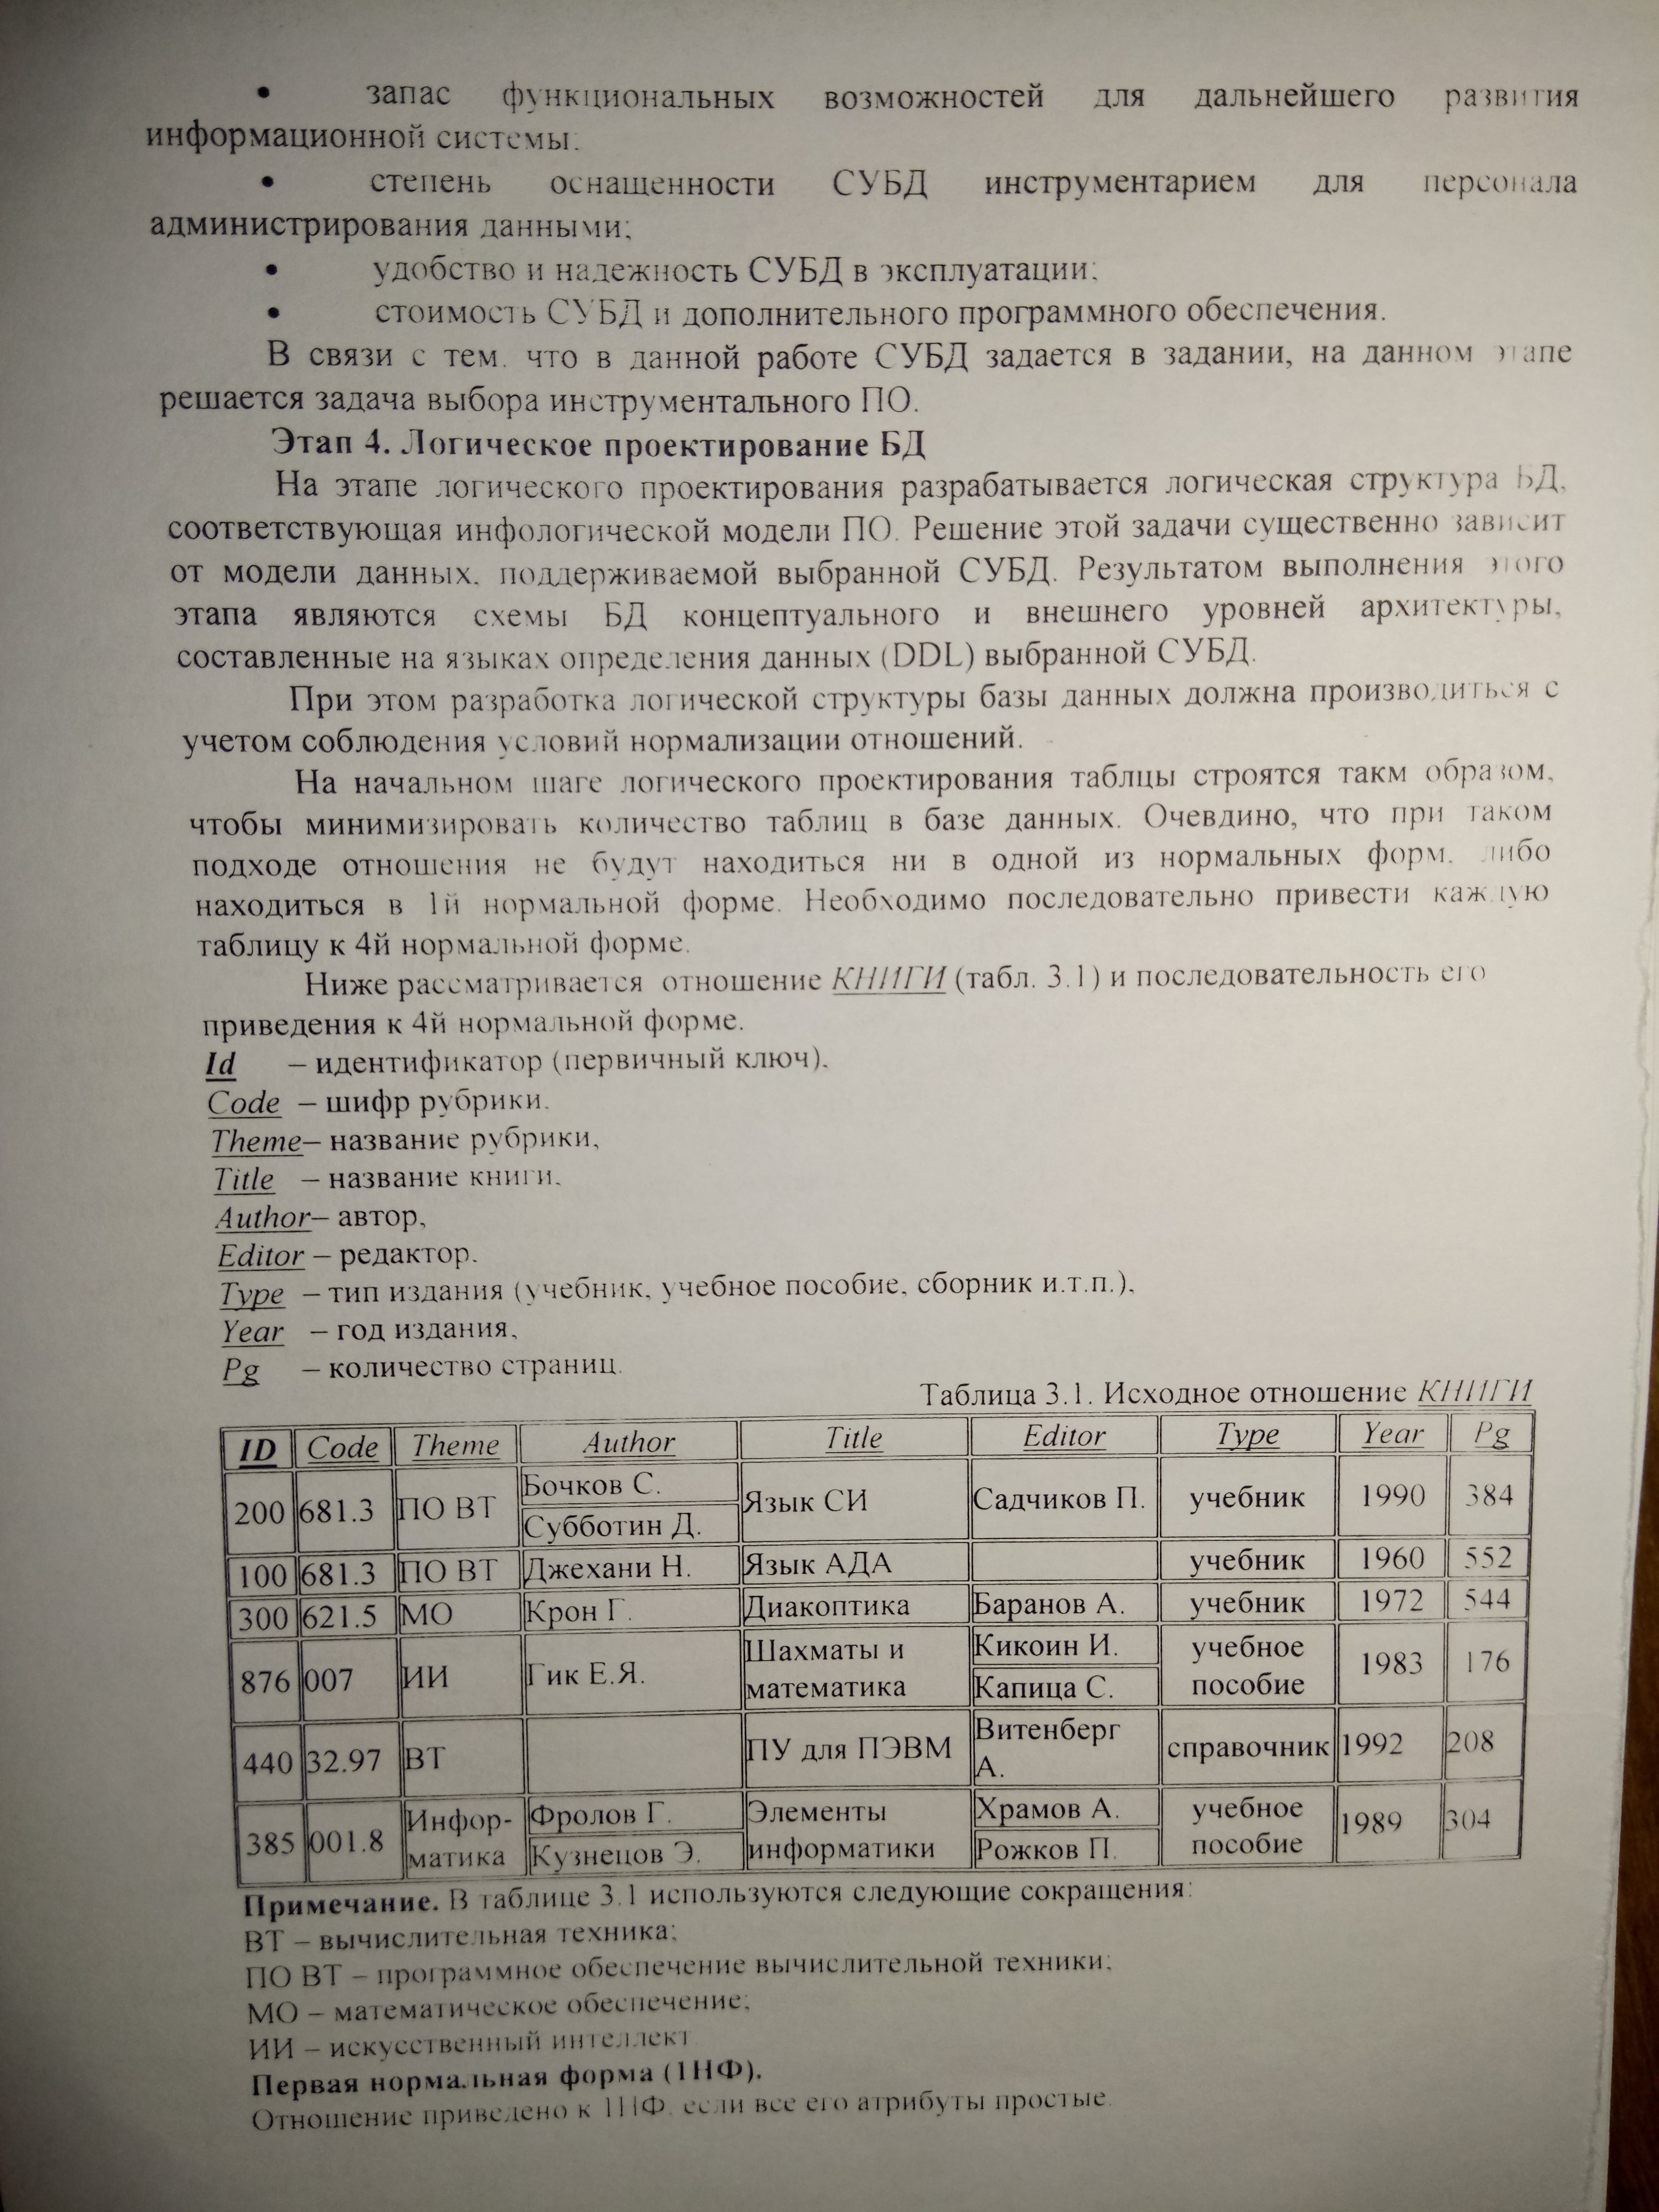 • запас функциональных возможностей для дальнейшего развития
информационной системы;
• степень оснащенности СУБД инструментарием для персонала
администрирования данными;
• удобство и надежность СУБД в эксплуатации;
• стоимость СУБД и дополнительного программного обеспечения.
В связи с тем, что в данной работе СУБД задается в задании, на данном этапе
решается задача выбора инструментального ПО.
Этап 4. Логическое проектирование БД
На этапе логического проектирования разрабатывается логическая структура БД,
соответствующая инфологической модели ПО. Решение этой задачи существенно зависит
от модели данных, поддерживаемой выбранной СУБД. Результатом выполнения этого
этапа являются схемы БД концептуального и внешнего уровней архитектуры,
составленные на языках определения данных (DDL) выбранной СУБД.
При этом разработка логической структуры базы данных должна производиться с
учетом соблюдения условий нормализации отношений.
На начальном шаге логического проектирования таблцы строятся такм образом,
чтобы минимизировать количество таблиц в базе данных. Очевдино, что при таком
подходе отношения не будут находиться ни в одной из нормальных форм, либо
находиться в 1й нормальной форме. Необходимо последовательно привести каждую
таблицу к 4й нормальной форме.
Ниже рассматривается отношение КНИГИ (табл. 3.1) и последовательность его
приведения к 4й нормальной форме.
Id – идентификатор (первичный ключ),
Code – шифр рубрики,
Theme– название рубрики,
Title – название книги,
Author– автор,
Editor – редактор,
Type – тип издания (учебник, учебное пособие, сборник и.т.п.),
Year – год издания,
Pg – количество страниц.
Таблица 3.1. Исходное отношение КНИГИ
ID Code Theme Author Title Editor Type Year Pg
200 681.3 ПО ВТ Бочков С. Язык СИ Садчиков П. учебник 1990 384
Субботин Д.
100 681.3 ПО ВТ Джехани Н. Язык АДА учебник 1960 552
300 621.5 МО Крон Г. Диакоптика Баранов А. учебник 1972 544
876 007 ИИ Гик Е.Я. Шахматы и Кикоин И. учебное 1983 176
математика Капица С. пособие
440 32.97 ВТ ПУ для ПЭВМ Витенберг справочник 1992 208
А.
385 001.8 Инфор- Фролов Г. Элементы Храмов А. учебное 1989 304
матика Кузнецов Э. информатики Рожков П. пособие
Примечание. В таблице 3.1 используются следующие сокращения:
ВТ – вычислительная техника;
ПО ВТ – программное обеспечение вычислительной техники;
МО – математическое обеспечение;
ИИ – искусственный интеллект
Первая нормальная форма (1НФ).
Отношение приведено к 1НФ, если все его атрибуты простые.